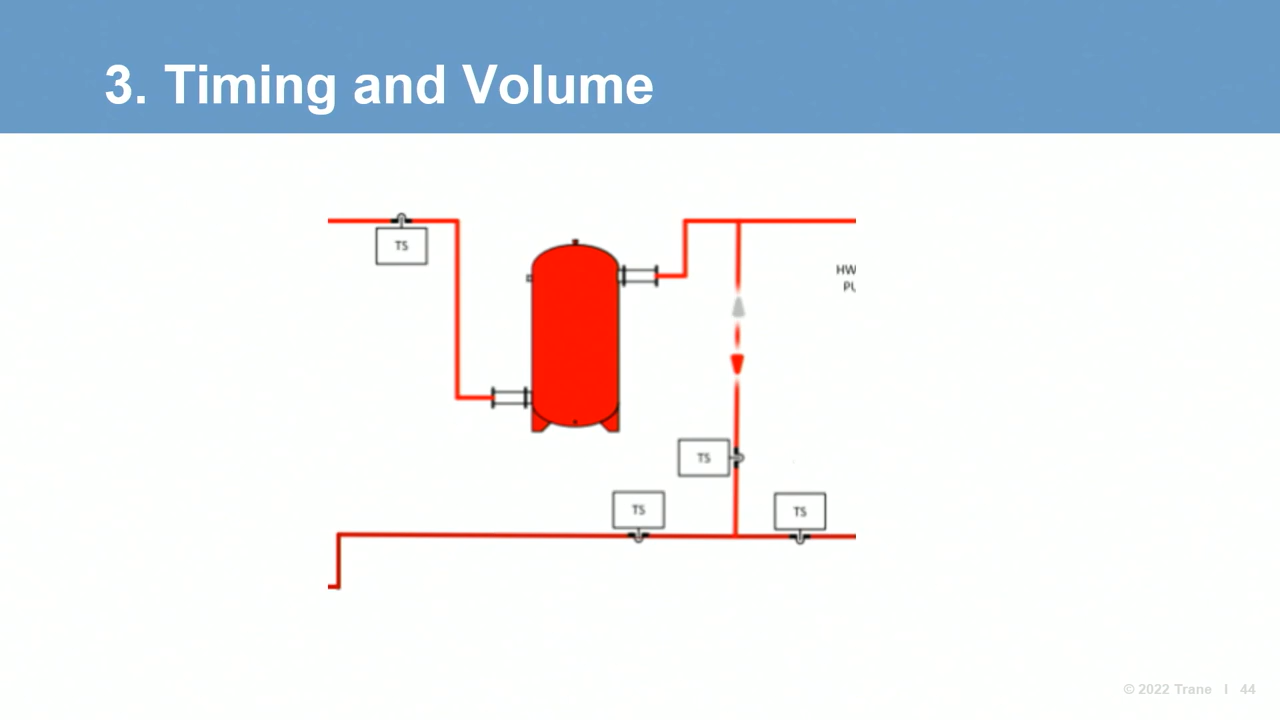 3. Timing and Volume
TS
HW
PU
TS
TS
TS
© 2022 Trane I 44